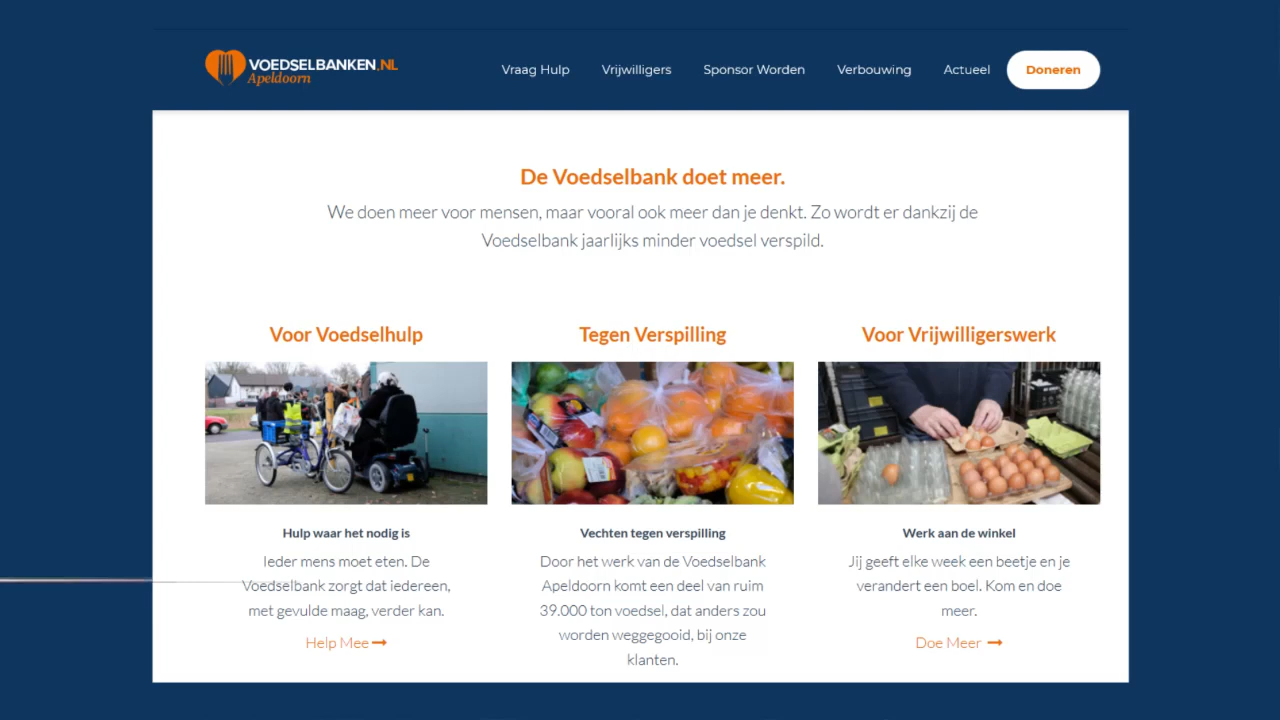 VOEDSELBANKEN.NL
Apeldoorn
Vraag Hulp
Vrijwilligers
Sponsor Worden
Verbouwing
Actueel
Doneren
De Voedselbank doet meer.
We doen meer voor mensen, maar vooral ook meer dan je denkt. Zo wordt er dankzij de
Voedselbank jaarlijks minder voedsel verspild.
Voor Voedselhulp
Hulp waar het nodig is
Ieder mens moet eten. De
Voedselbank zorgt dat iedereen,
met gevulde maag, verder kan.
Help Mee
Tegen Verspilling
Vechten tegen verspilling
Door het werk van de Voedselbank
Apeldoorn komt een deel van ruim
39.000 ton voedsel, dat anders zou
worden weggegooid, bij onze
klanten.
Voor Vrijwilligerswerk
Werk aan de winkel
Jij geeft elke week een beetje en je
verandert een boel. Kom en doe
meer.
Doe Meer